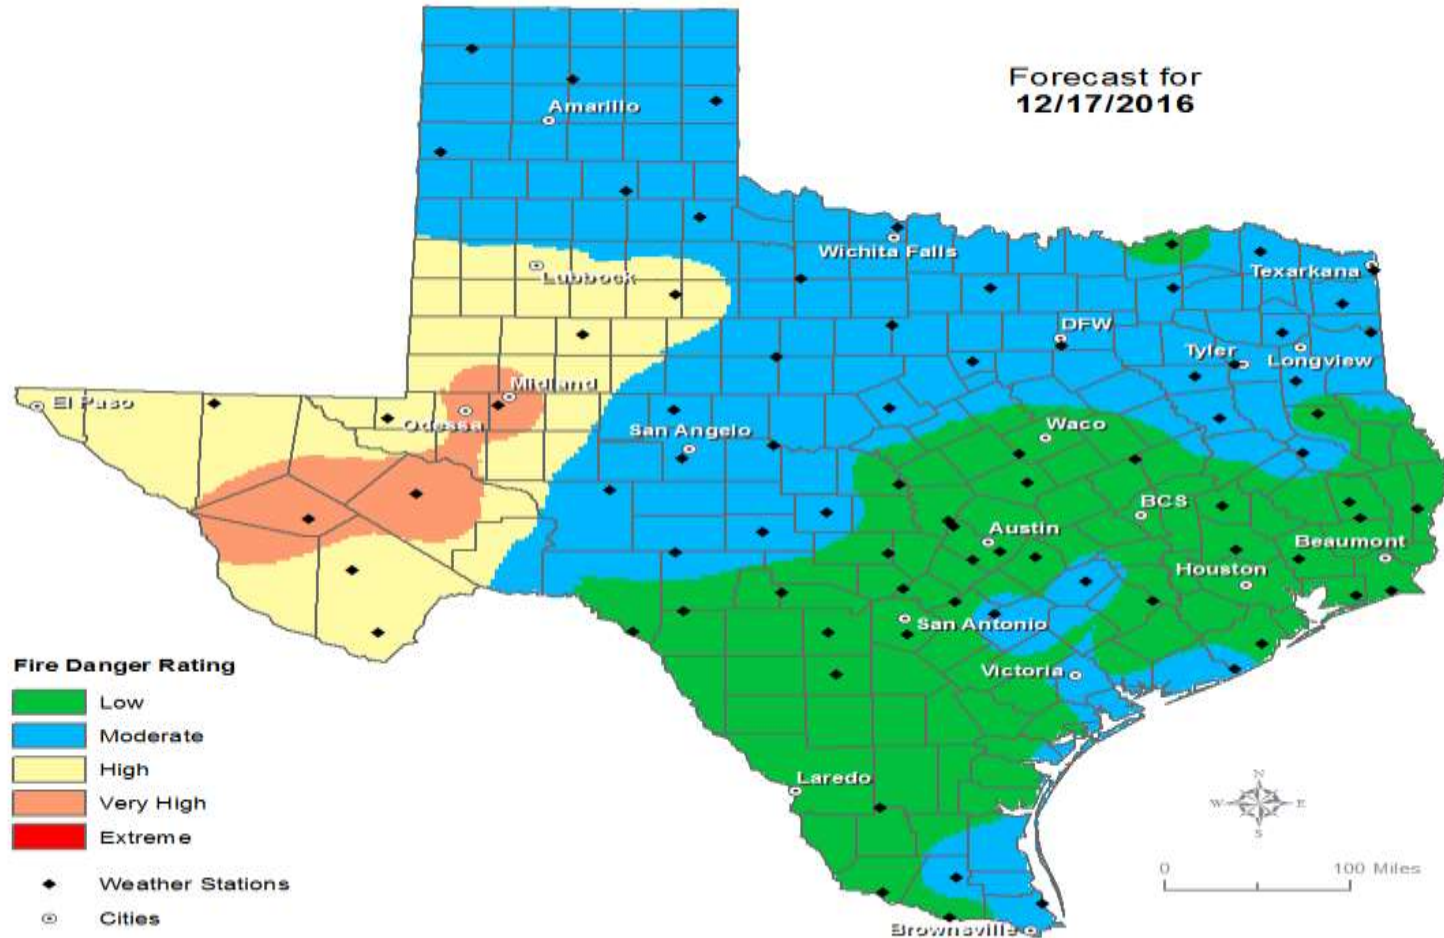 Forecast for
12/17/2016
Amarillo
Wichita Falls
Texarkana
Lubbock
DFW
Tyler
Longview
Midland
El Paso
Odessa
San Angelo
Waco
BCS
Austin
Beaumont
Houston
San Antonio
Victoria
Laredo
Brownsville
Fire Danger Rating
Low
Moderate
High
Very High
Extreme
Weather Stations
Cities
N
W E
S
0 100 Miles